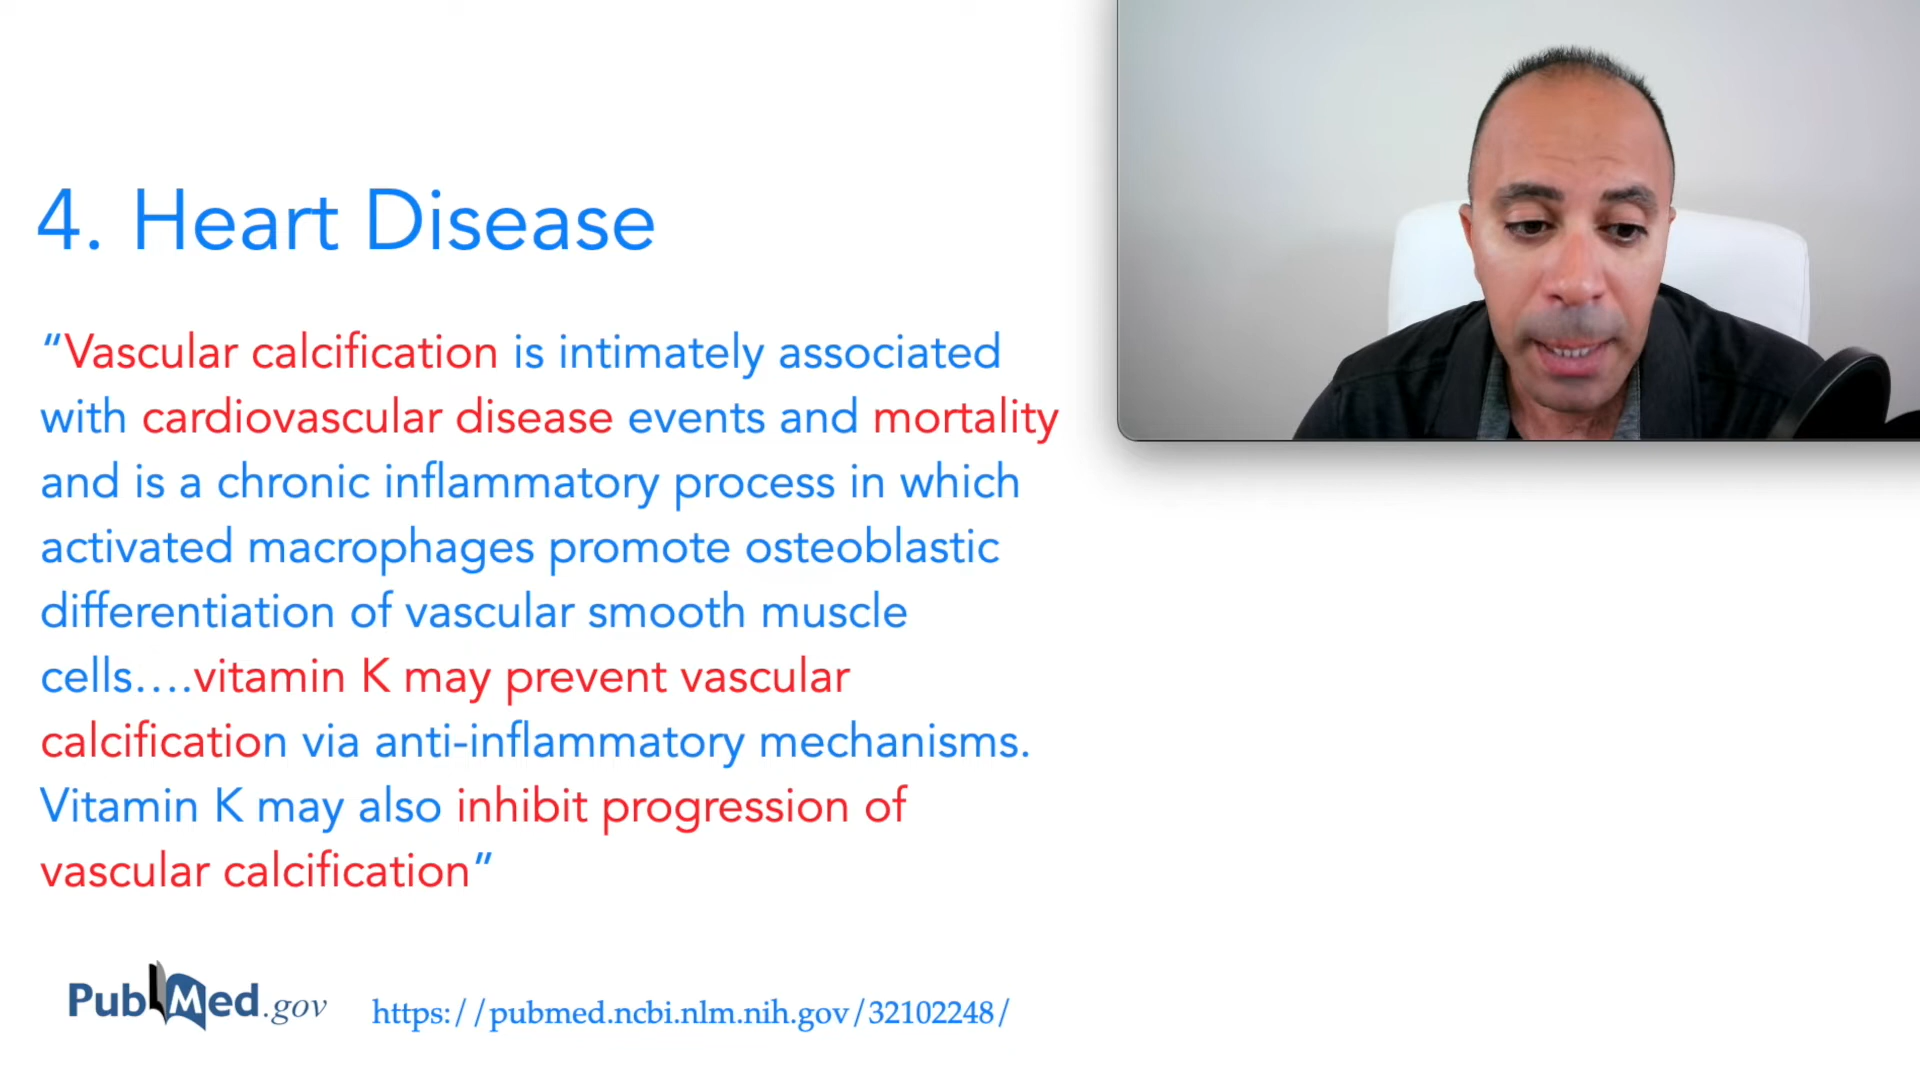 4. Heart Disease
“Vascular calcification is intimately associated
with cardiovascular disease events and mortality
and is a chronic inflammatory process in which
activated macrophages promote osteoblastic
differentiation of vascular smooth muscle
cells….vitamin K may prevent vascular
calcification via anti-inflammatory mechanisms.
Vitamin K may also inhibit progression of
vascular calcification”
PubMed.gov https://pubmed.ncbi.nlm.nih.gov/32102248/